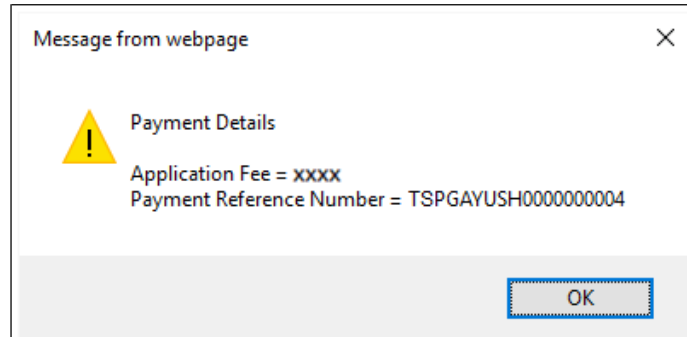 Message from webpage
Payment Details
Application Fee = xxxx
Payment Reference Number = TSPGAYUSH0000000004
OK